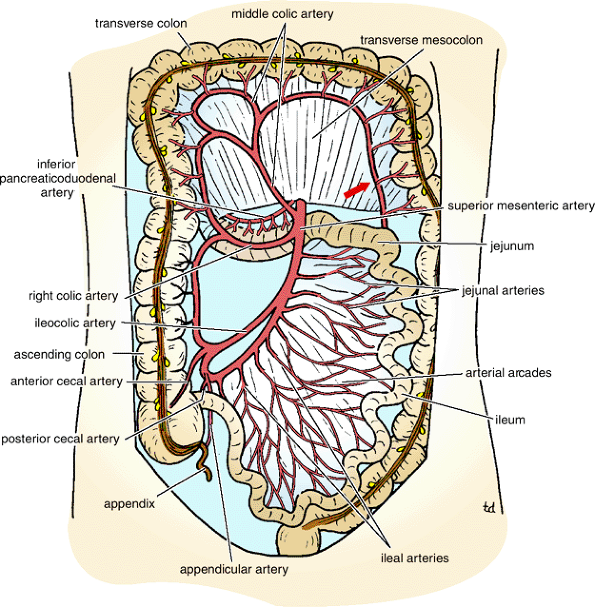 middle colic artery
transverse colon
transverse mesocolon
inferior
pancreaticoduodenal
artery
superior mesenteric artery
jejunum
right colic artery
jejunal arteries
ileocolic artery
ascending colon
anterior cecal artery
arterial arcades
ileum
posterior cecal artery
appendix
td
ileal arteries
appendicular artery